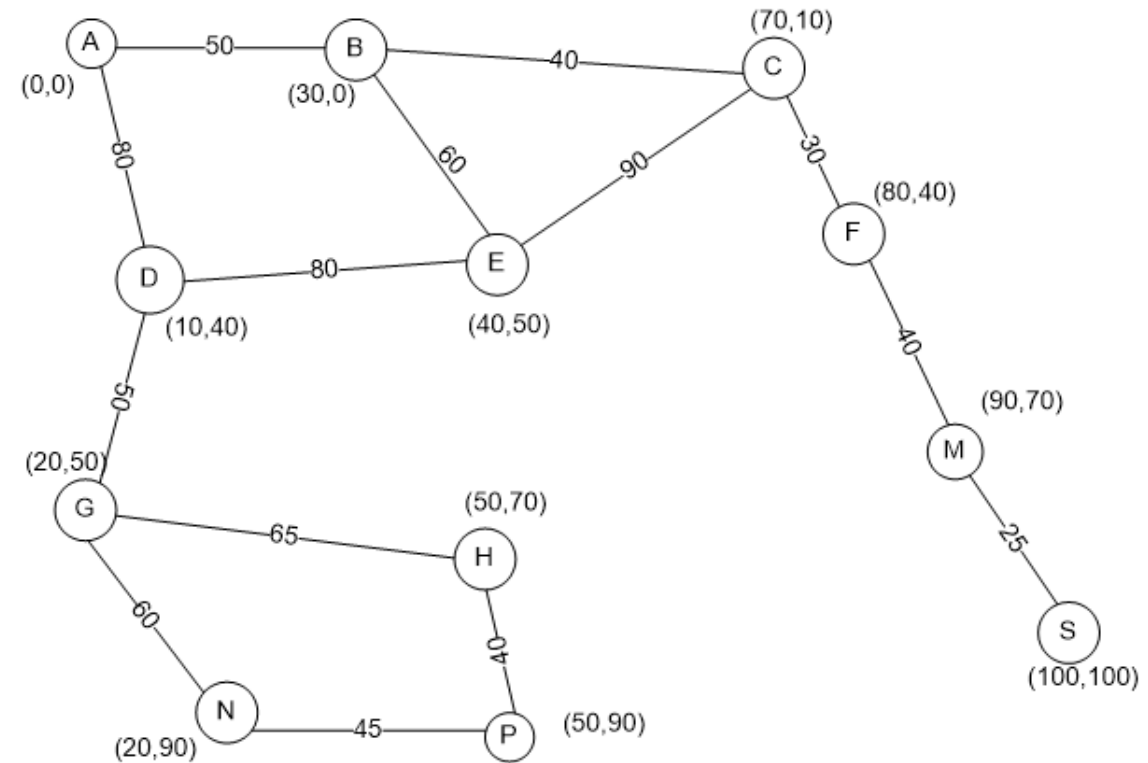 A
50
B
40
C
(70,10)
(0,0)
(30,0)
80
60
90
30
(80,40)
F
D
80
E
(10,40)
(40,50)
40
50
(90,70)
M
(20,50)
G
(50,70)
65
H
25
60
40
S
(100,100)
N
45
P
(50,90)
(20,90)